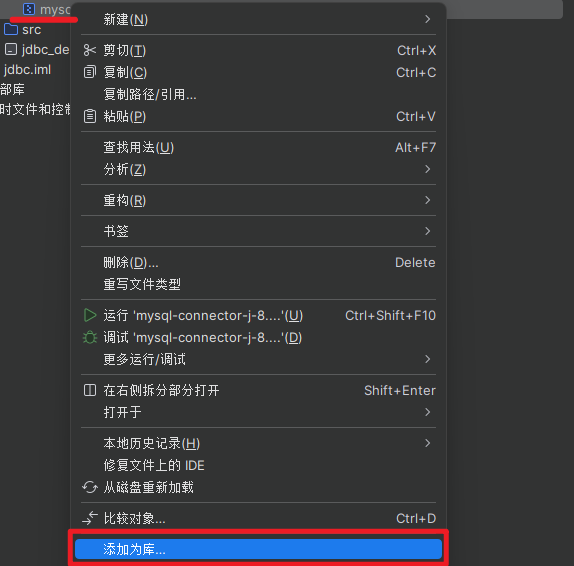 mysc
新建(N)
src
剪切(T) Ctrl+X
jdbc_de
复制(C) Ctrl+C
jdbc.iml
复制路径/引用...
部库
时文件和控制
粘贴(P) Ctrl+V
查找用法(U) Alt+F7
分析(Z)
重构(R)
书签
删除(D)... Delete
重写文件类型
运行 'mysql-connector-j-8....'(U) Ctrl+Shift+F10
调试 'mysql-connector-j-8....'(D)
更多运行/调试
在右侧拆分部分打开 Shift+Enter
打开于
本地历史记录(H)
修复文件上的 IDE
从磁盘重新加载
比较对象... Ctrl+D
添加为库...